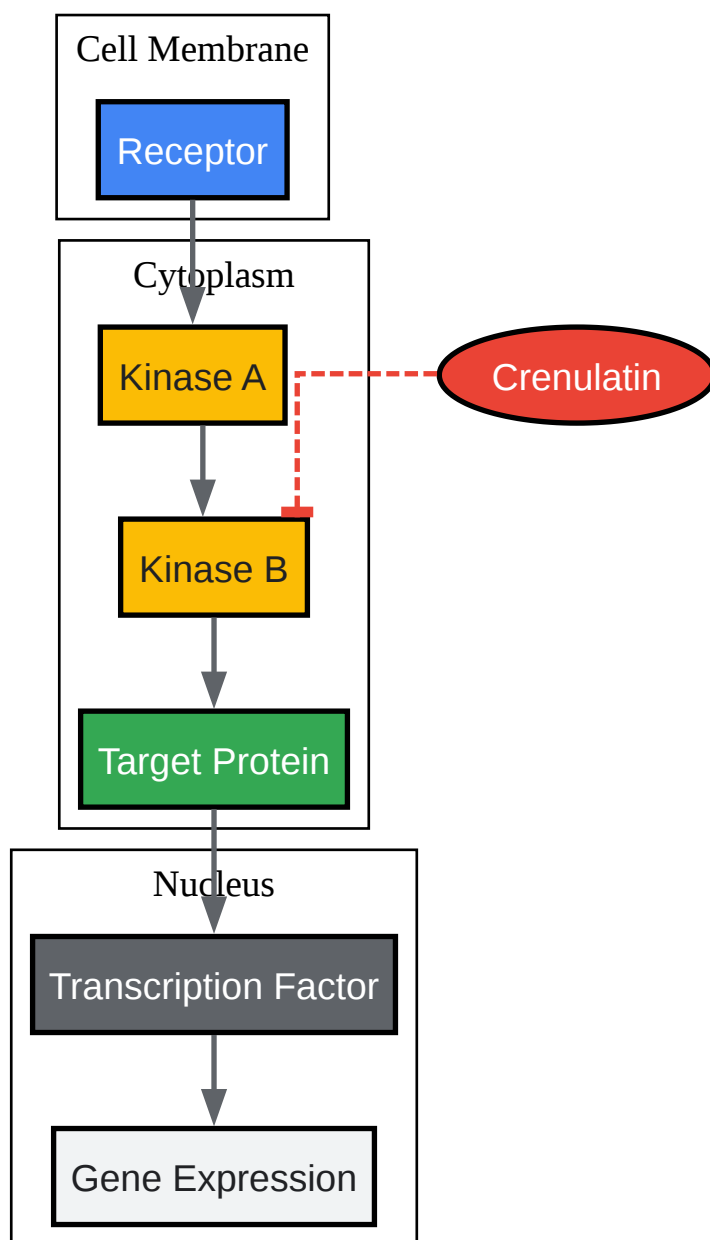 Cell Membrane
Receptor
Cytoplasm
Kinase A
Crenulatin
Kinase B
Target Protein
Nucleus
Transcription Factor
Gene Expression